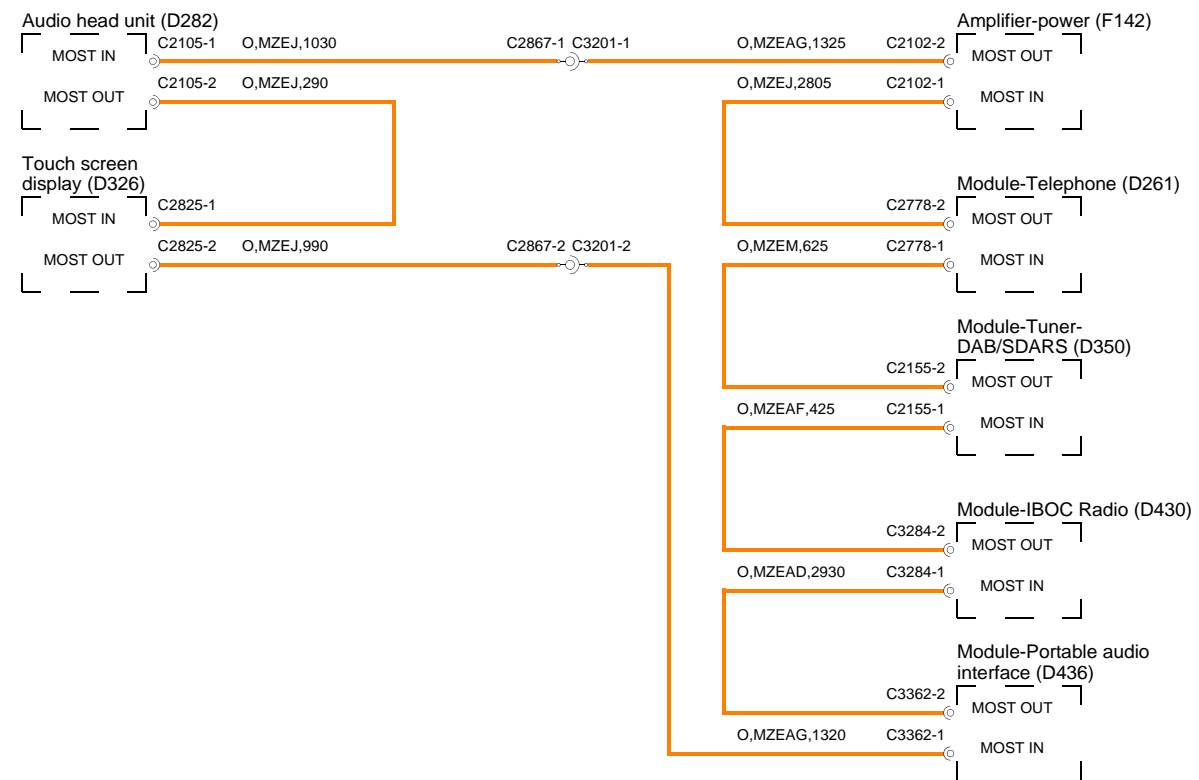 Audio head unit (D282)
Amplifier-power (F142)
MOST IN
C2105-1
O,MZEJ,1030
C2867-1 C3201-1
O,MZEAG,1325
C2102-2
MOST OUT
MOST OUT
C2105-2
O,MZEJ,290
O,MZEJ,2805
C2102-1
MOST IN
Touch screen
display (D326)
Module-Telephone (D261)
MOST IN
C2825-1
C2778-2
MOST OUT
MOST OUT
C2825-2
O,MZEJ,990
C2867-2 C3201-2
O,MZEM,625
C2778-1
MOST IN
Module-Tuner-
DAB/SDARS (D350)
C2155-2
MOST OUT
O,MZEAF,425
C2155-1
MOST IN
Module-IBOC Radio (D430)
C3284-2
MOST OUT
O,MZEAD,2930
C3284-1
MOST IN
Module-Portable audio
interface (D436)
C3362-2
MOST OUT
O,MZEAG,1320
C3362-1
MOST IN